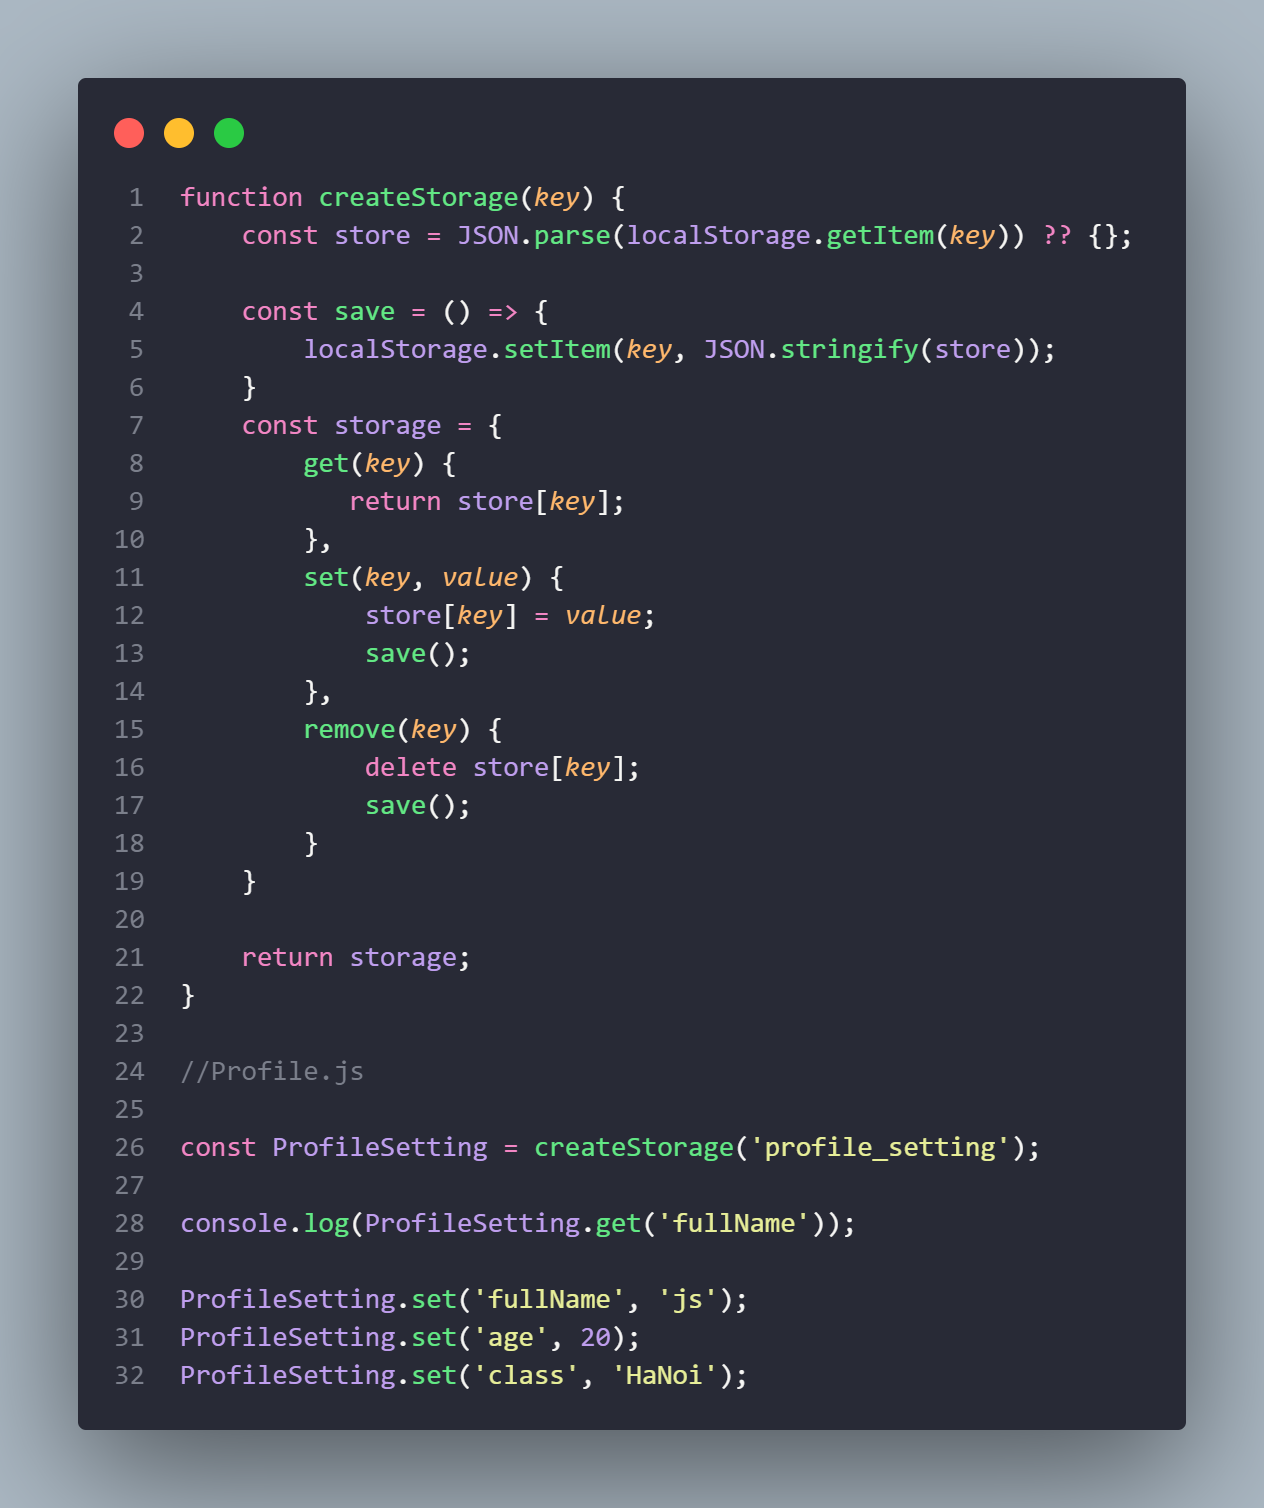 1 function createStorage(key) {
2     const store = JSON.parse(localStorage.getItem(key)) ?? {};
3
4     const save = () => {
5         localStorage.setItem(key, JSON.stringify(store));
6     }
7     const storage = {
8         get(key) {
9            return store[key];
10         },
11         set(key, value) {
12             store[key] = value;
13             save();
14         },
15         remove(key) {
16             delete store[key];
17             save();
18         }
19     }
20
21     return storage;
22 }
23
24 //Profile.js
25
26 const ProfileSetting = createStorage('profile_setting');
27
28 console.log(ProfileSetting.get('fullName'));
29
30 ProfileSetting.set('fullName', 'js');
31 ProfileSetting.set('age', 20);
32 ProfileSetting.set('class', 'HaNoi');